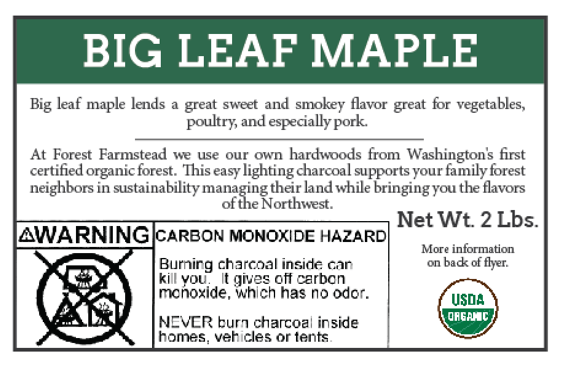 BIG LEAF MAPLE
Big leaf maple lends a great sweet and smokey flavor great for vegetables,
poultry, and especially pork.
At Forest Farmstead we use our own hardwoods from Washington's first
certified organic forest. This easy lighting charcoal supports your family forest
neighbors in sustainability managing their land while bringing you the flavors
of the Northwest.
Net Wt. 2 Lbs.
More information
on back of flyer.
USDA
ORGANIC
⚠WARNING
CARBON MONOXIDE HAZARD
Burning charcoal inside can
kill you. It gives off carbon
monoxide, which has no odor.
NEVER burn charcoal inside
homes, vehicles or tents.